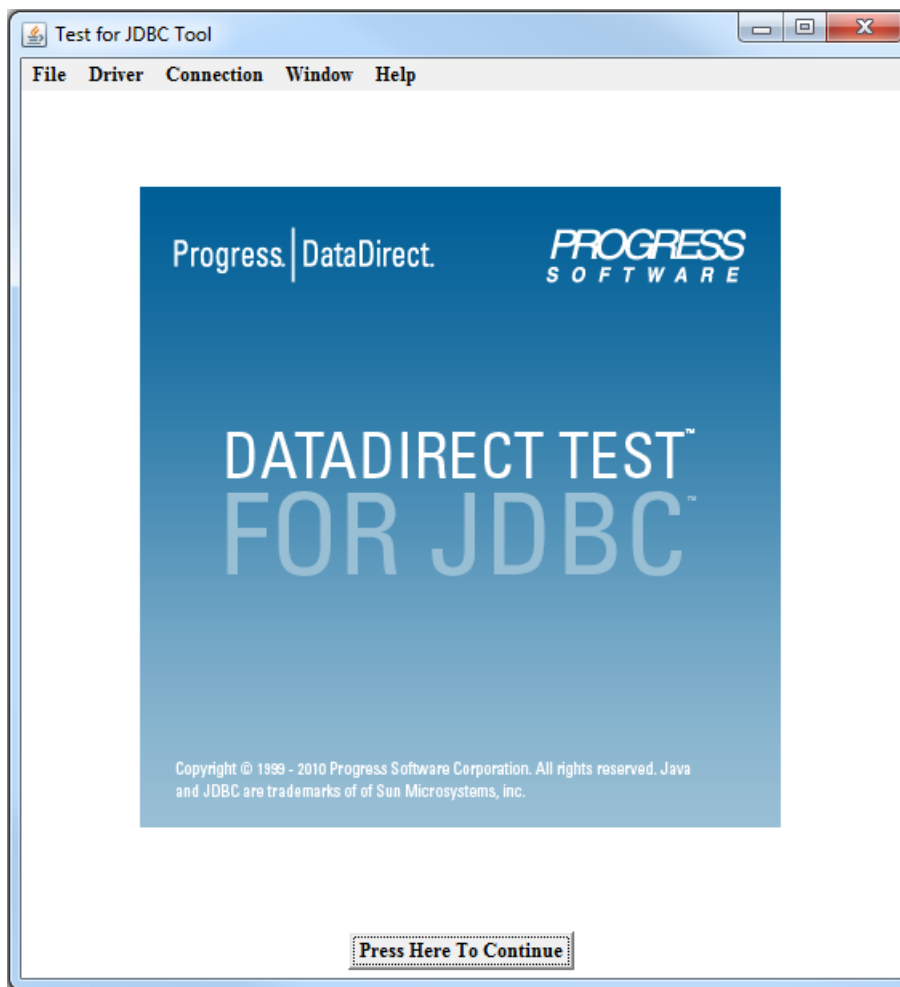 Test for JDBC Tool
File Driver Connection Window Help
Progress. | DataDirect.
PROGRESS
SOFTWARE
DATADIRECT TEST™
FOR JDBC™
Copyright © 1999 - 2010 Progress Software Corporation. All rights reserved. Java
and JDBC are trademarks of of Sun Microsystems, inc.
Press Here To Continue